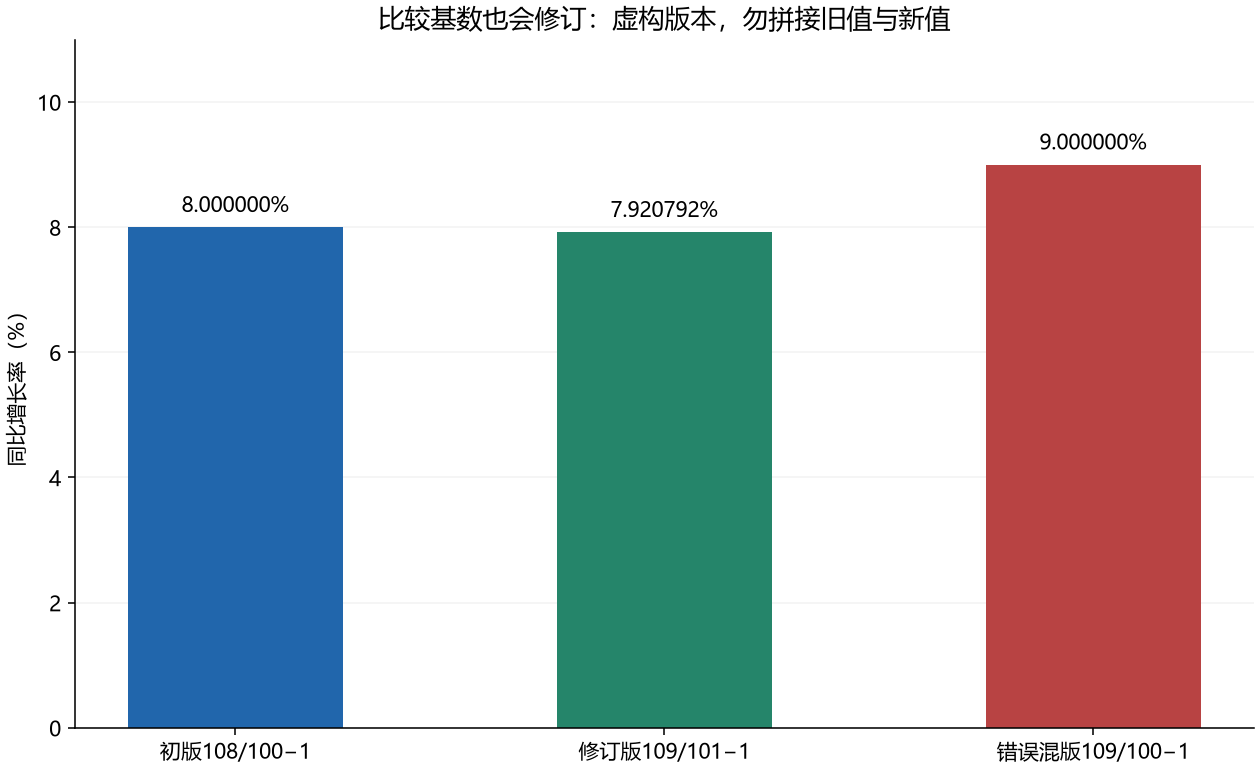 比较基数也会修订：虚构版本，勿拼接旧值与新值
同比增长率（%）
10
8
6
4
2
0
8.000000%
7.920792%
9.000000%
初版108/100−1
修订版109/101−1
错误混版109/100−1